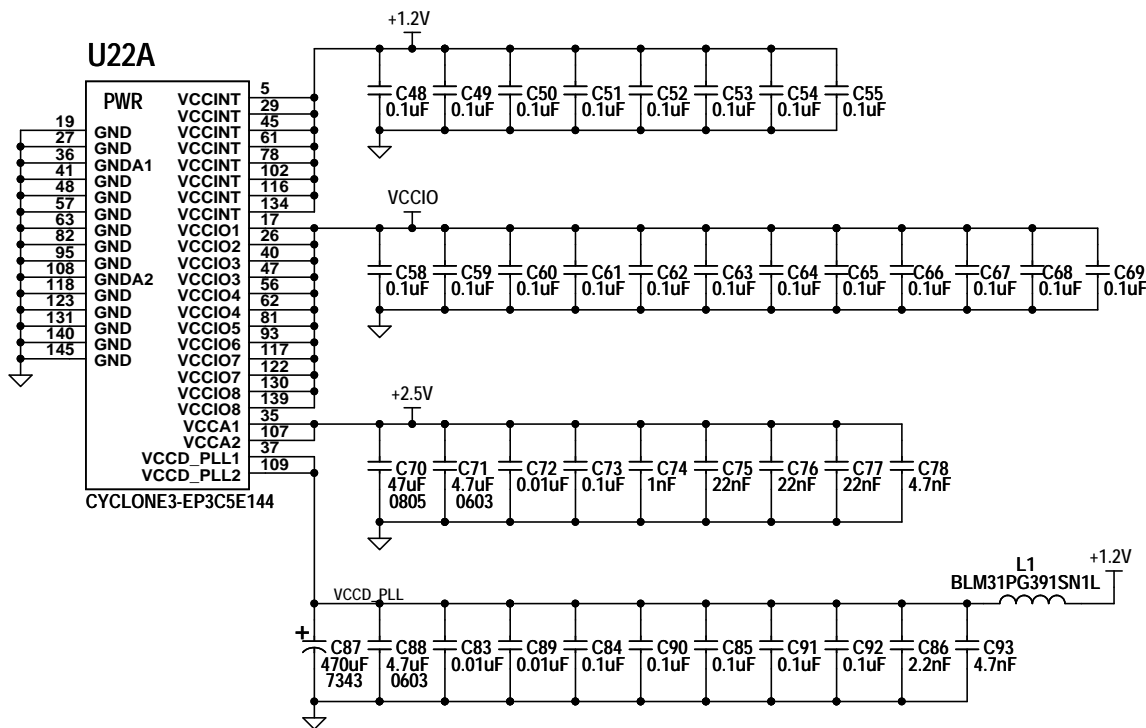 +1.2V
U22A
PWR
5 VCCINT
29 VCCINT
45 VCCINT
61 VCCINT
78 VCCINT
102 VCCINT
116 VCCINT
134 VCCINT
17 VCCIO1
26 VCCIO2
40 VCCIO3
47 VCCIO3
56 VCCIO4
62 VCCIO4
81 VCCIO5
93 VCCIO6
117 VCCIO7
122 VCCIO7
130 VCCIO8
139 VCCIO8
35 VCCA1
107 VCCA2
37 VCCD_PLL1
109 VCCD_PLL2
19 GND
27 GND
36 GNDA1
41 GND
48 GND
57 GND
63 GND
82 GND
95 GND
108 GNDA2
118 GND
123 GND
131 GND
140 GND
145 GND
CYCLONE3-EP3C5E144
C48 C49 C50 C51 C52 C53 C54 C55
0.1uF 0.1uF 0.1uF 0.1uF 0.1uF 0.1uF 0.1uF 0.1uF
VCCIO
C58 C59 C60 C61 C62 C63 C64 C65 C66 C67 C68 C69
0.1uF 0.1uF 0.1uF 0.1uF 0.1uF 0.1uF 0.1uF 0.1uF 0.1uF 0.1uF 0.1uF 0.1uF
+2.5V
C70 C71 C72 C73 C74 C75 C76 C77 C78
47uF 4.7uF 0.01uF 0.1uF 1nF 22nF 22nF 22nF 4.7nF
0805 0603
L1
BLM31PG391SN1L
+1.2V
VCCD_PLL
+
C87 C88 C83 C89 C84 C90 C85 C91 C92 C86 C93
470uF 4.7uF 0.01uF 0.01uF 0.1uF 0.1uF 0.1uF 0.1uF 0.1uF 2.2nF 4.7nF
7343 0603